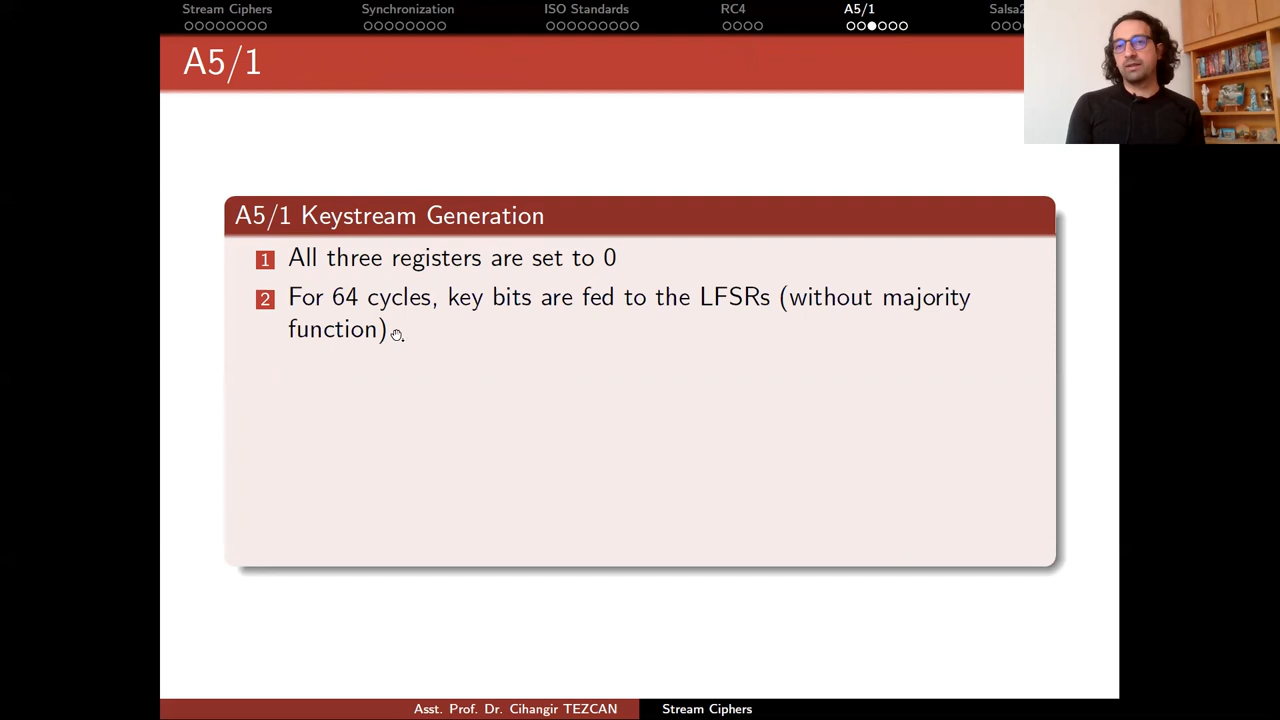 Stream Ciphers Synchronization ISO Standards RC4 A5/1 Salsa2
A5/1
A5/1 Keystream Generation
1 All three registers are set to 0
2 For 64 cycles, key bits are fed to the LFSRs (without majority
function)
Asst. Prof. Dr. Cihangir TEZCAN Stream Ciphers